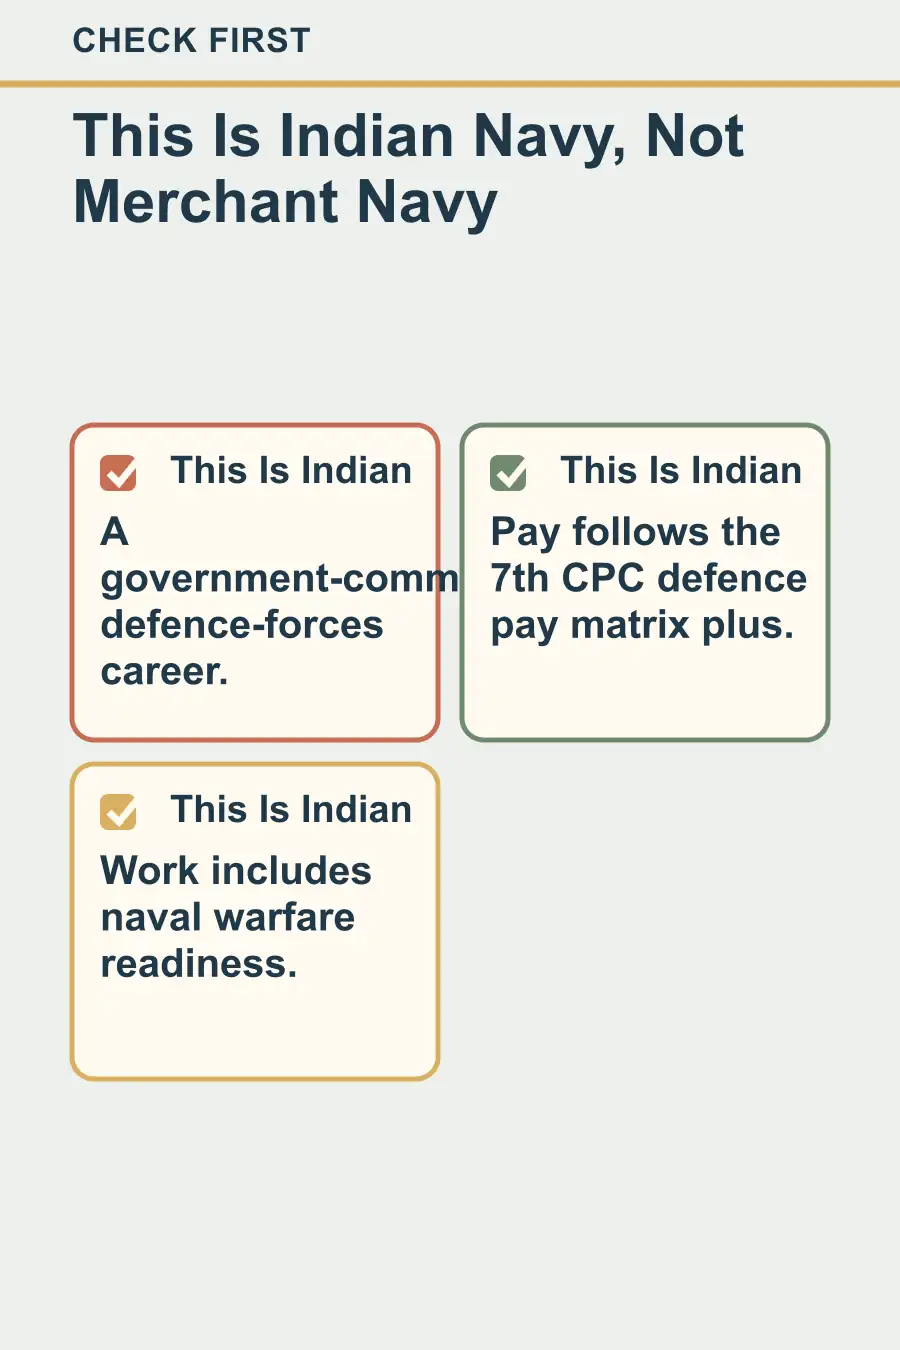 CHECK FIRST
This Is Indian Navy, Not
Merchant Navy
This Is Indian
A
government-comm
defence-forces
career.
This Is Indian
Pay follows the
7th CPC defence
pay matrix plus.
This Is Indian
Work includes
naval warfare
readiness.